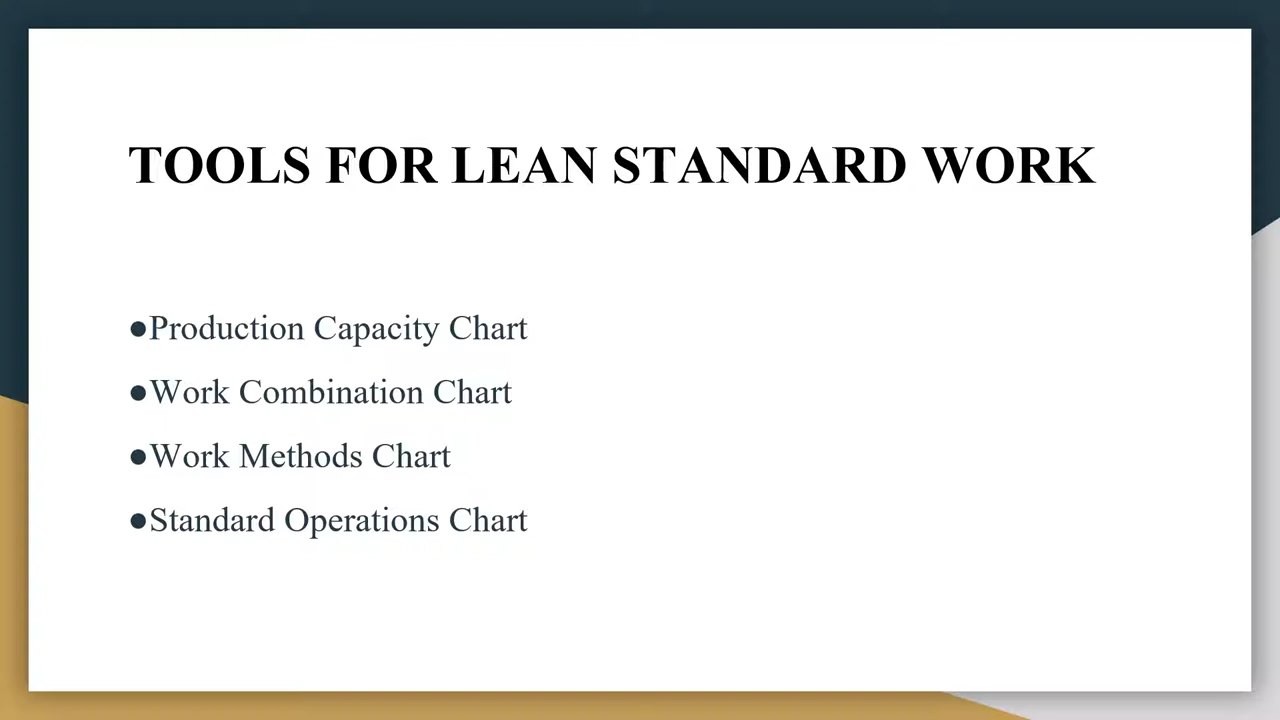 TOOLS FOR LEAN STANDARD WORK
●Production Capacity Chart
●Work Combination Chart
●Work Methods Chart
●Standard Operations Chart